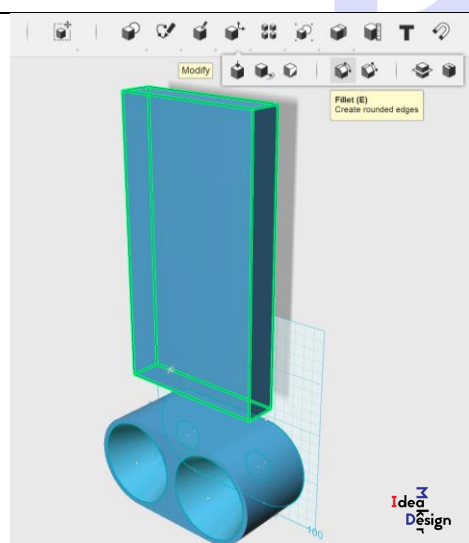 T
Modify
Fillet (E)
Create rounded edges
100
Idea
Maker
Design